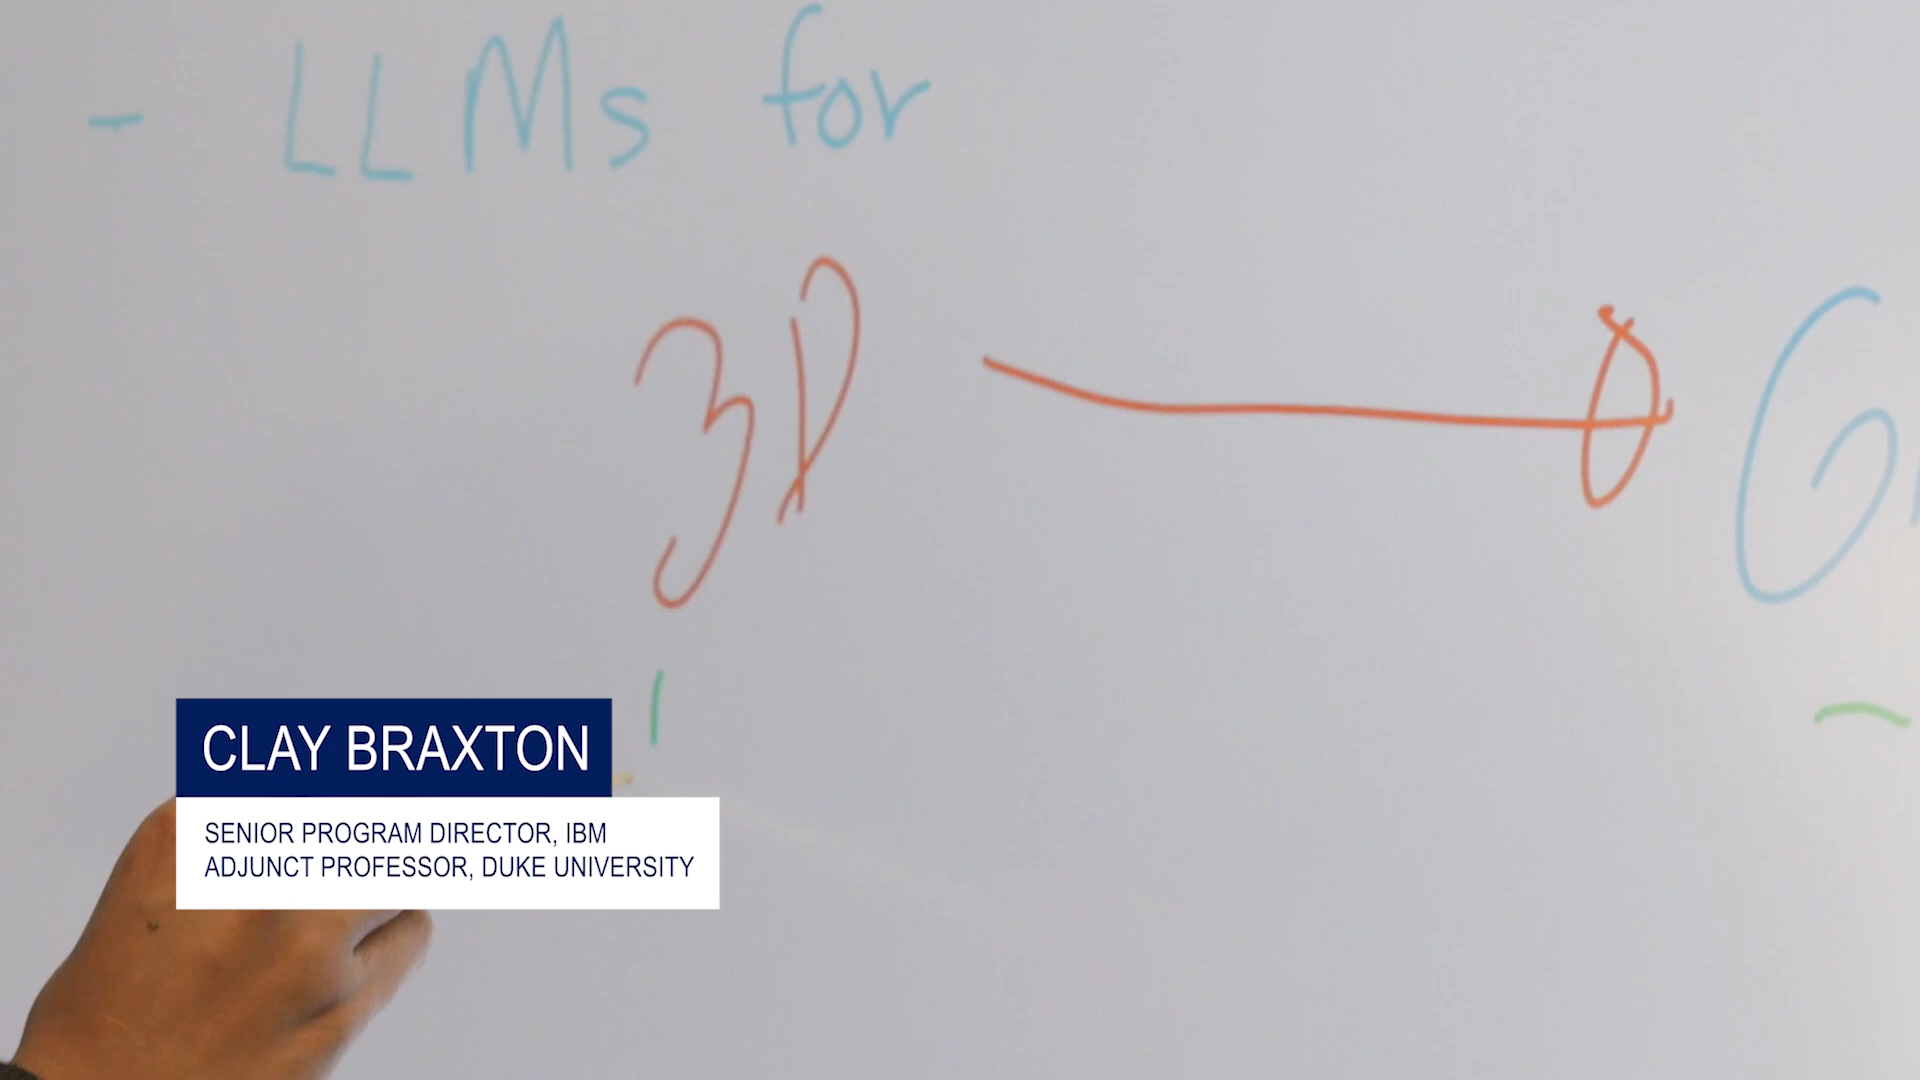 - LLMs for
3D
CLAY BRAXTON
SENIOR PROGRAM DIRECTOR, IBM
ADJUNCT PROFESSOR, DUKE UNIVERSITY